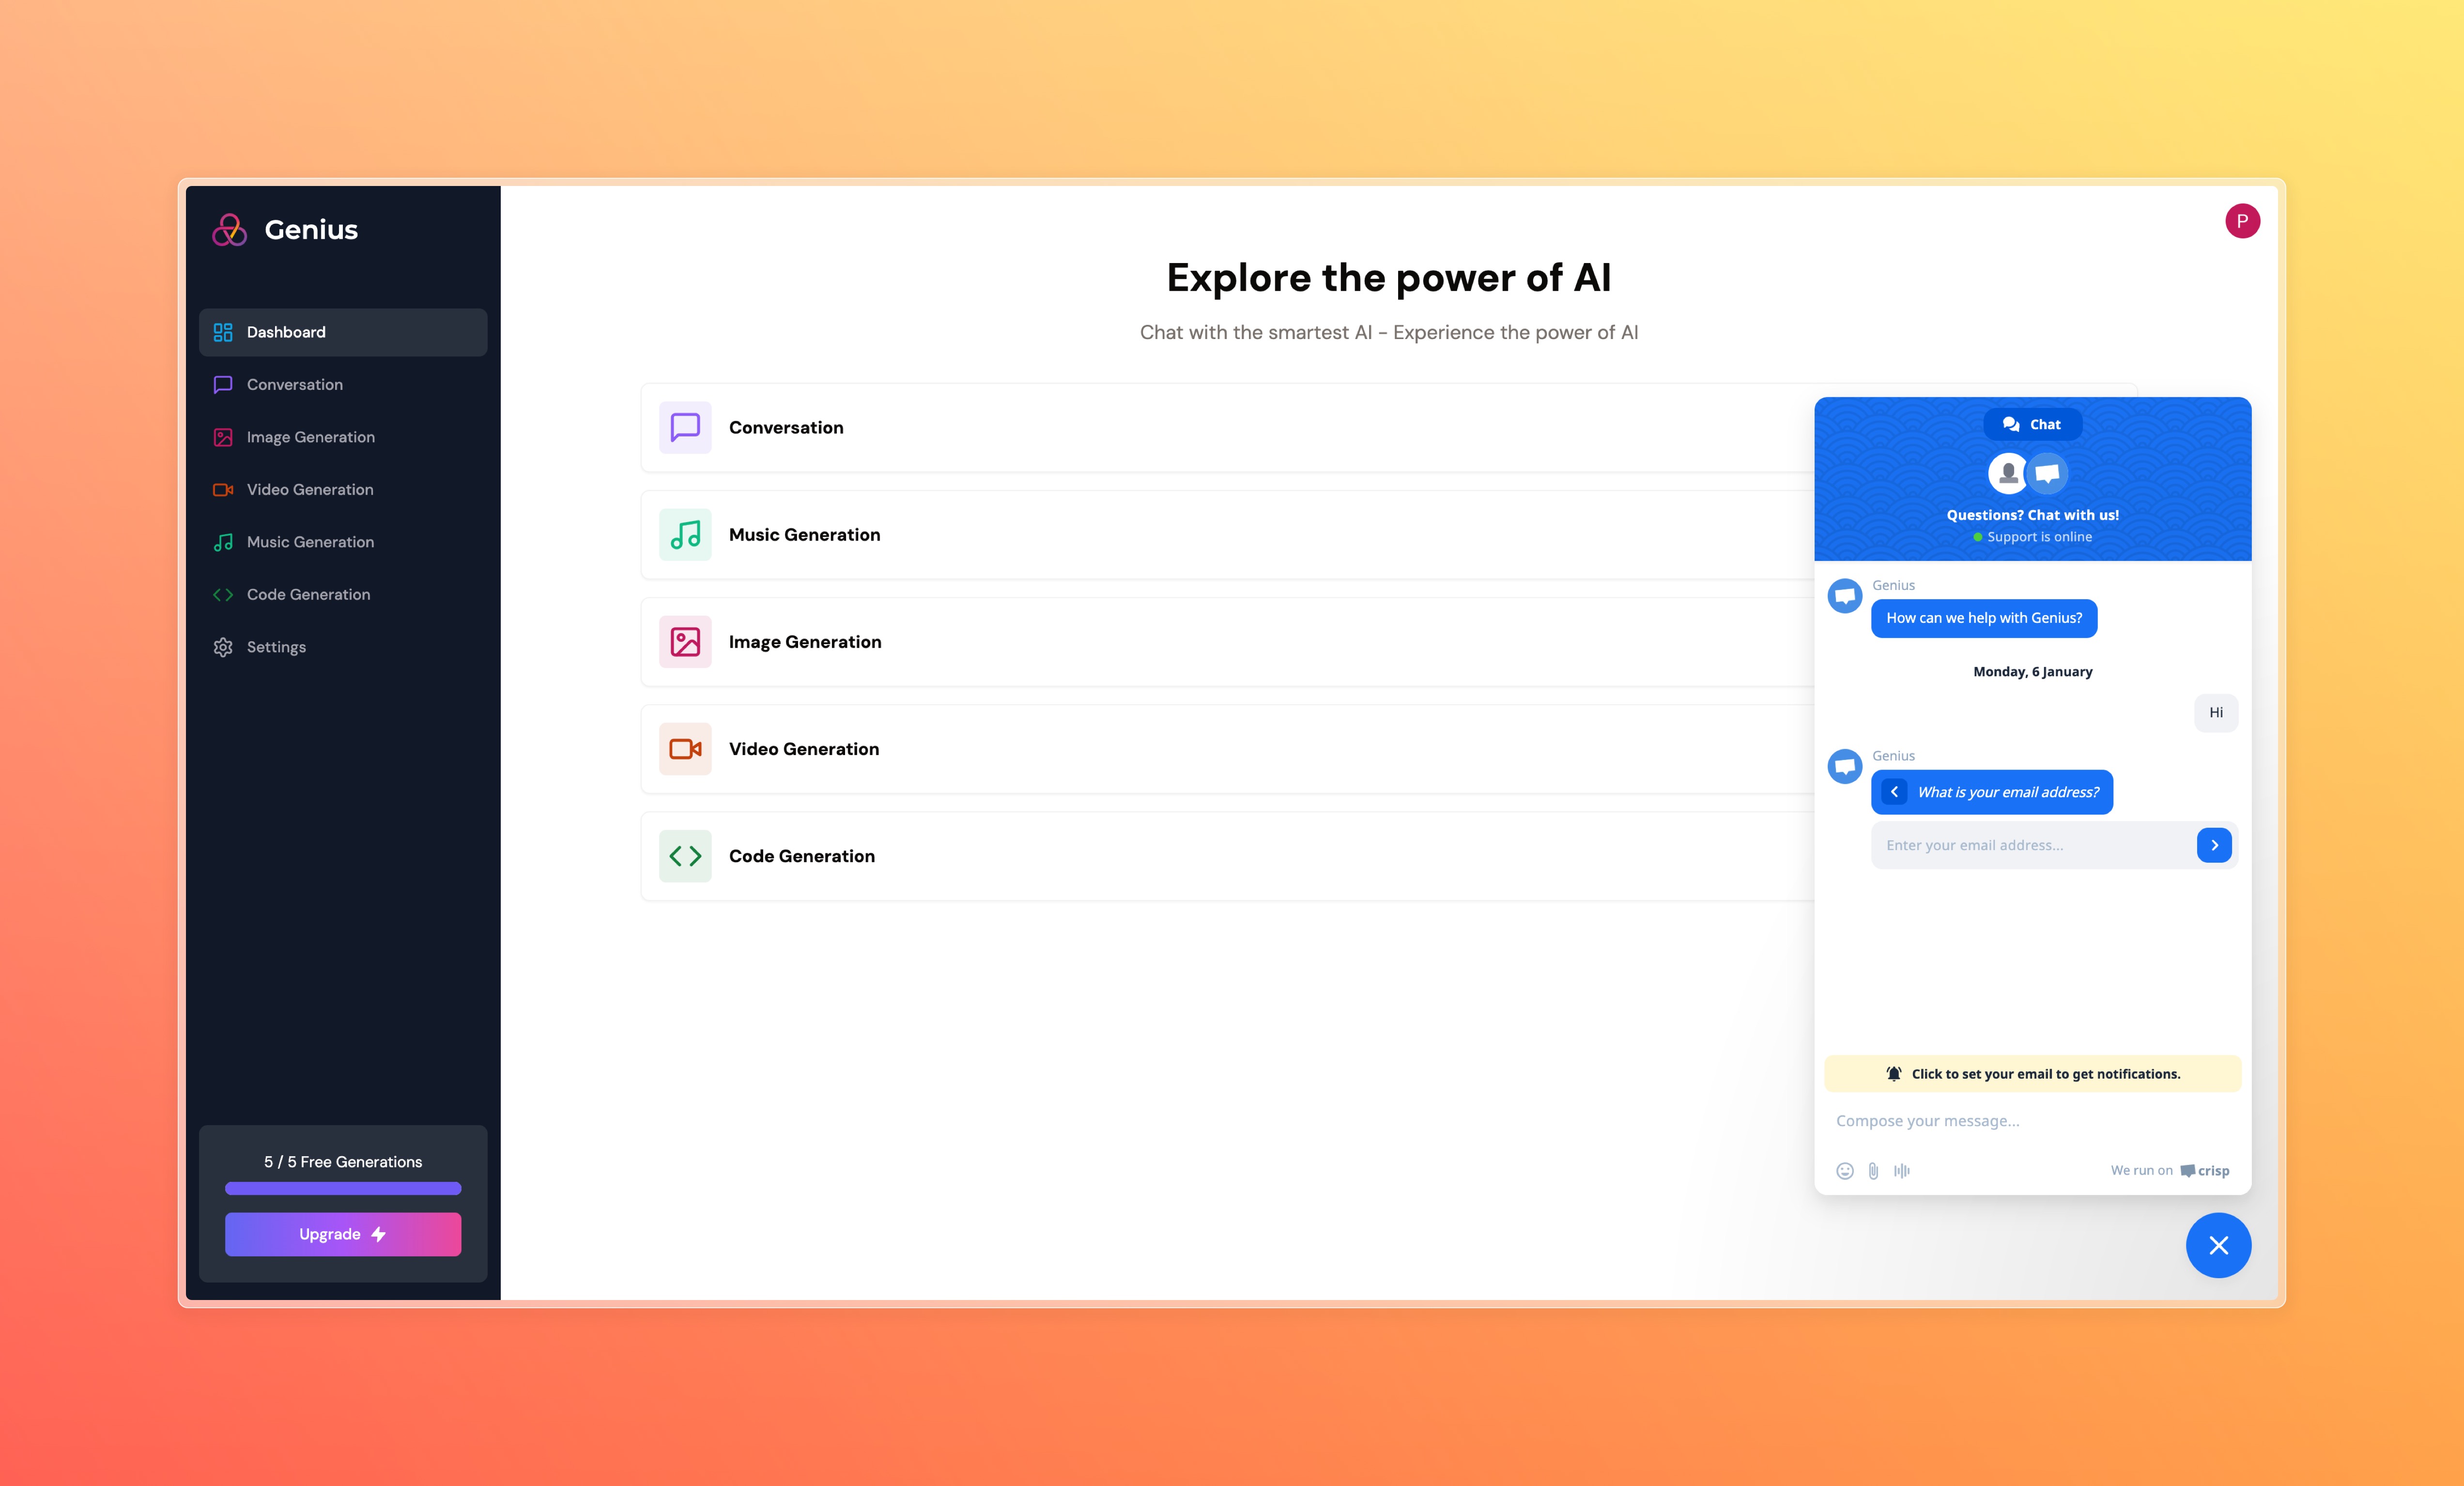 Genius
Dashboard
Conversation
Image Generation
Video Generation
Music Generation
Code Generation
Settings
5 / 5 Free Generations
Upgrade
P
Explore the power of AI
Chat with the smartest AI - Experience the power of AI
Conversation
Music Generation
Image Generation
Video Generation
Code Generation
Chat
Questions? Chat with us!
Support is online
Genius
How can we help with Genius?
Monday, 6 January
Hi
Genius
What is your email address?
Enter your email address...
Click to set your email to get notifications.
Compose your message...
We run on crisp